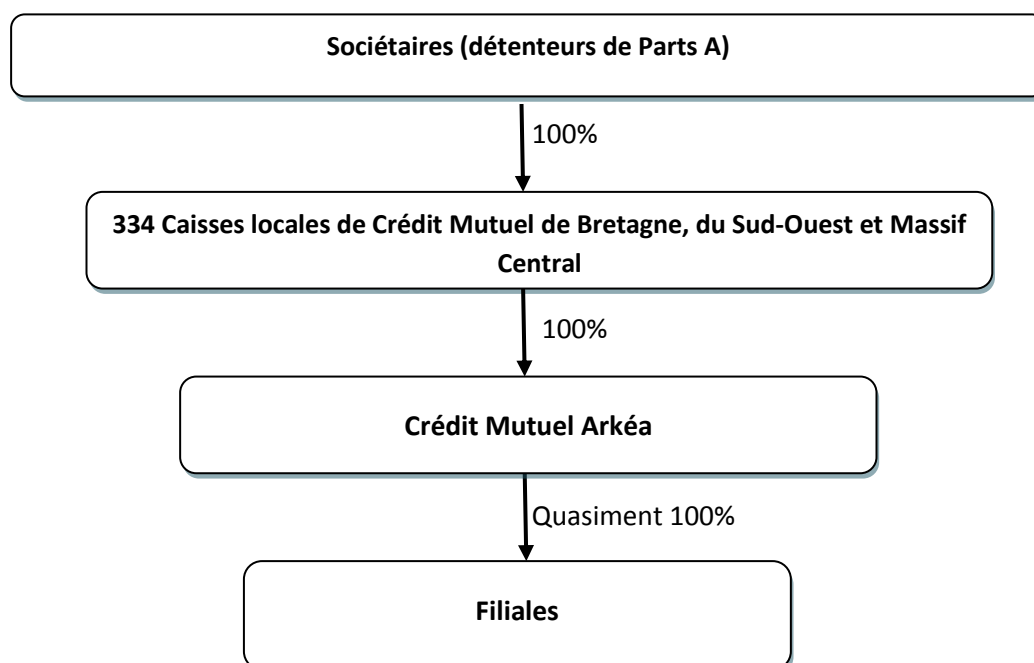 Sociétaires (détenteurs de Parts A)
100%
334 Caisses locales de Crédit Mutuel de Bretagne, du Sud-Ouest et Massif
Central
100%
Crédit Mutuel Arkéa
Quasiment 100%
Filiales